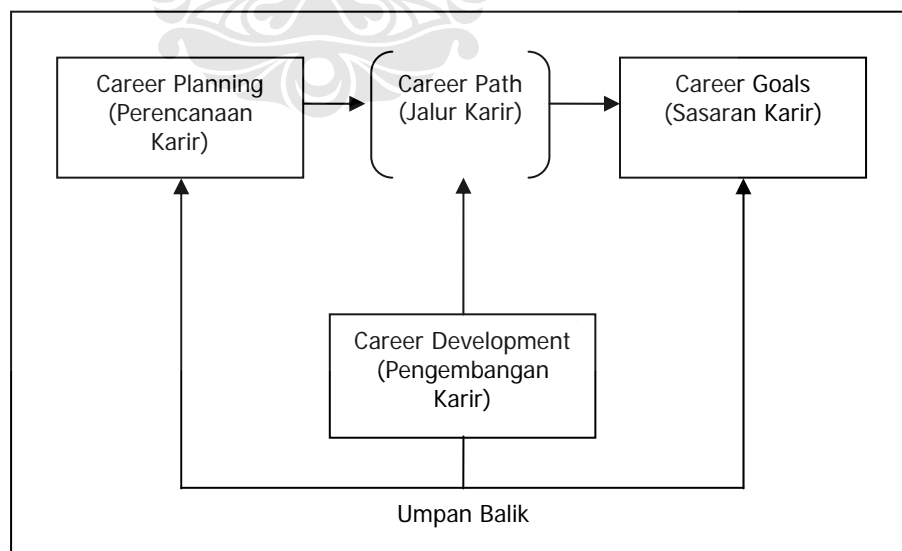 Career Planning
(Perencanaan
Karir)
Career Path
(Jalur Karir)
Career Goals
(Sasaran Karir)
Career Development
(Pengembangan
Karir)
Umpan Balik